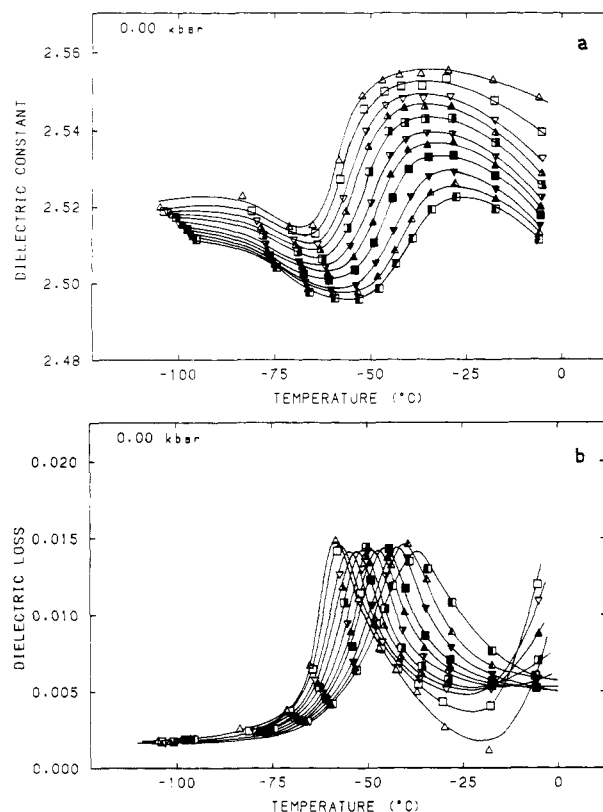 0.00 kbar
a
2.56
2.54
2.52
2.50
2.48
DIELECTRIC CONSTANT
-100 -75 -50 -25 0
TEMPERATURE (°C)
0.00 kbar
b
0.020
0.015
0.010
0.005
0.000
DIELECTRIC LOSS
-100 -75 -50 -25 0
TEMPERATURE (°C)